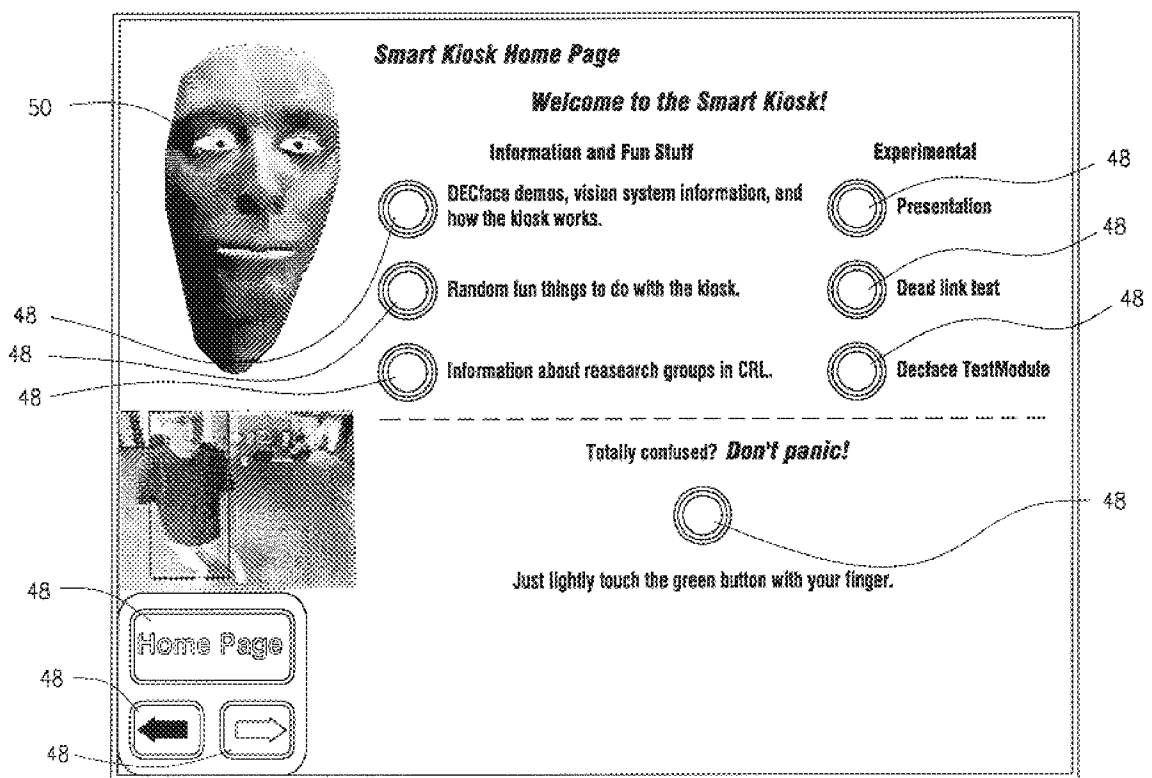 Smart Kiosk Home Page
Welcome to the Smart Kiosk!
50
Information and Fun Stuff
Experimental
48
DECface demos, vision system information, and
how the kiosk works.
Presentation
48
Random fun things to do with the kiosk.
Dead link test
48
48
48
48
Information about reasearch groups in CRL.
Decface TestModule
Totally confused? Don't panic!
48
Just lightly touch the green button with your finger.
48
Home Page
48
48